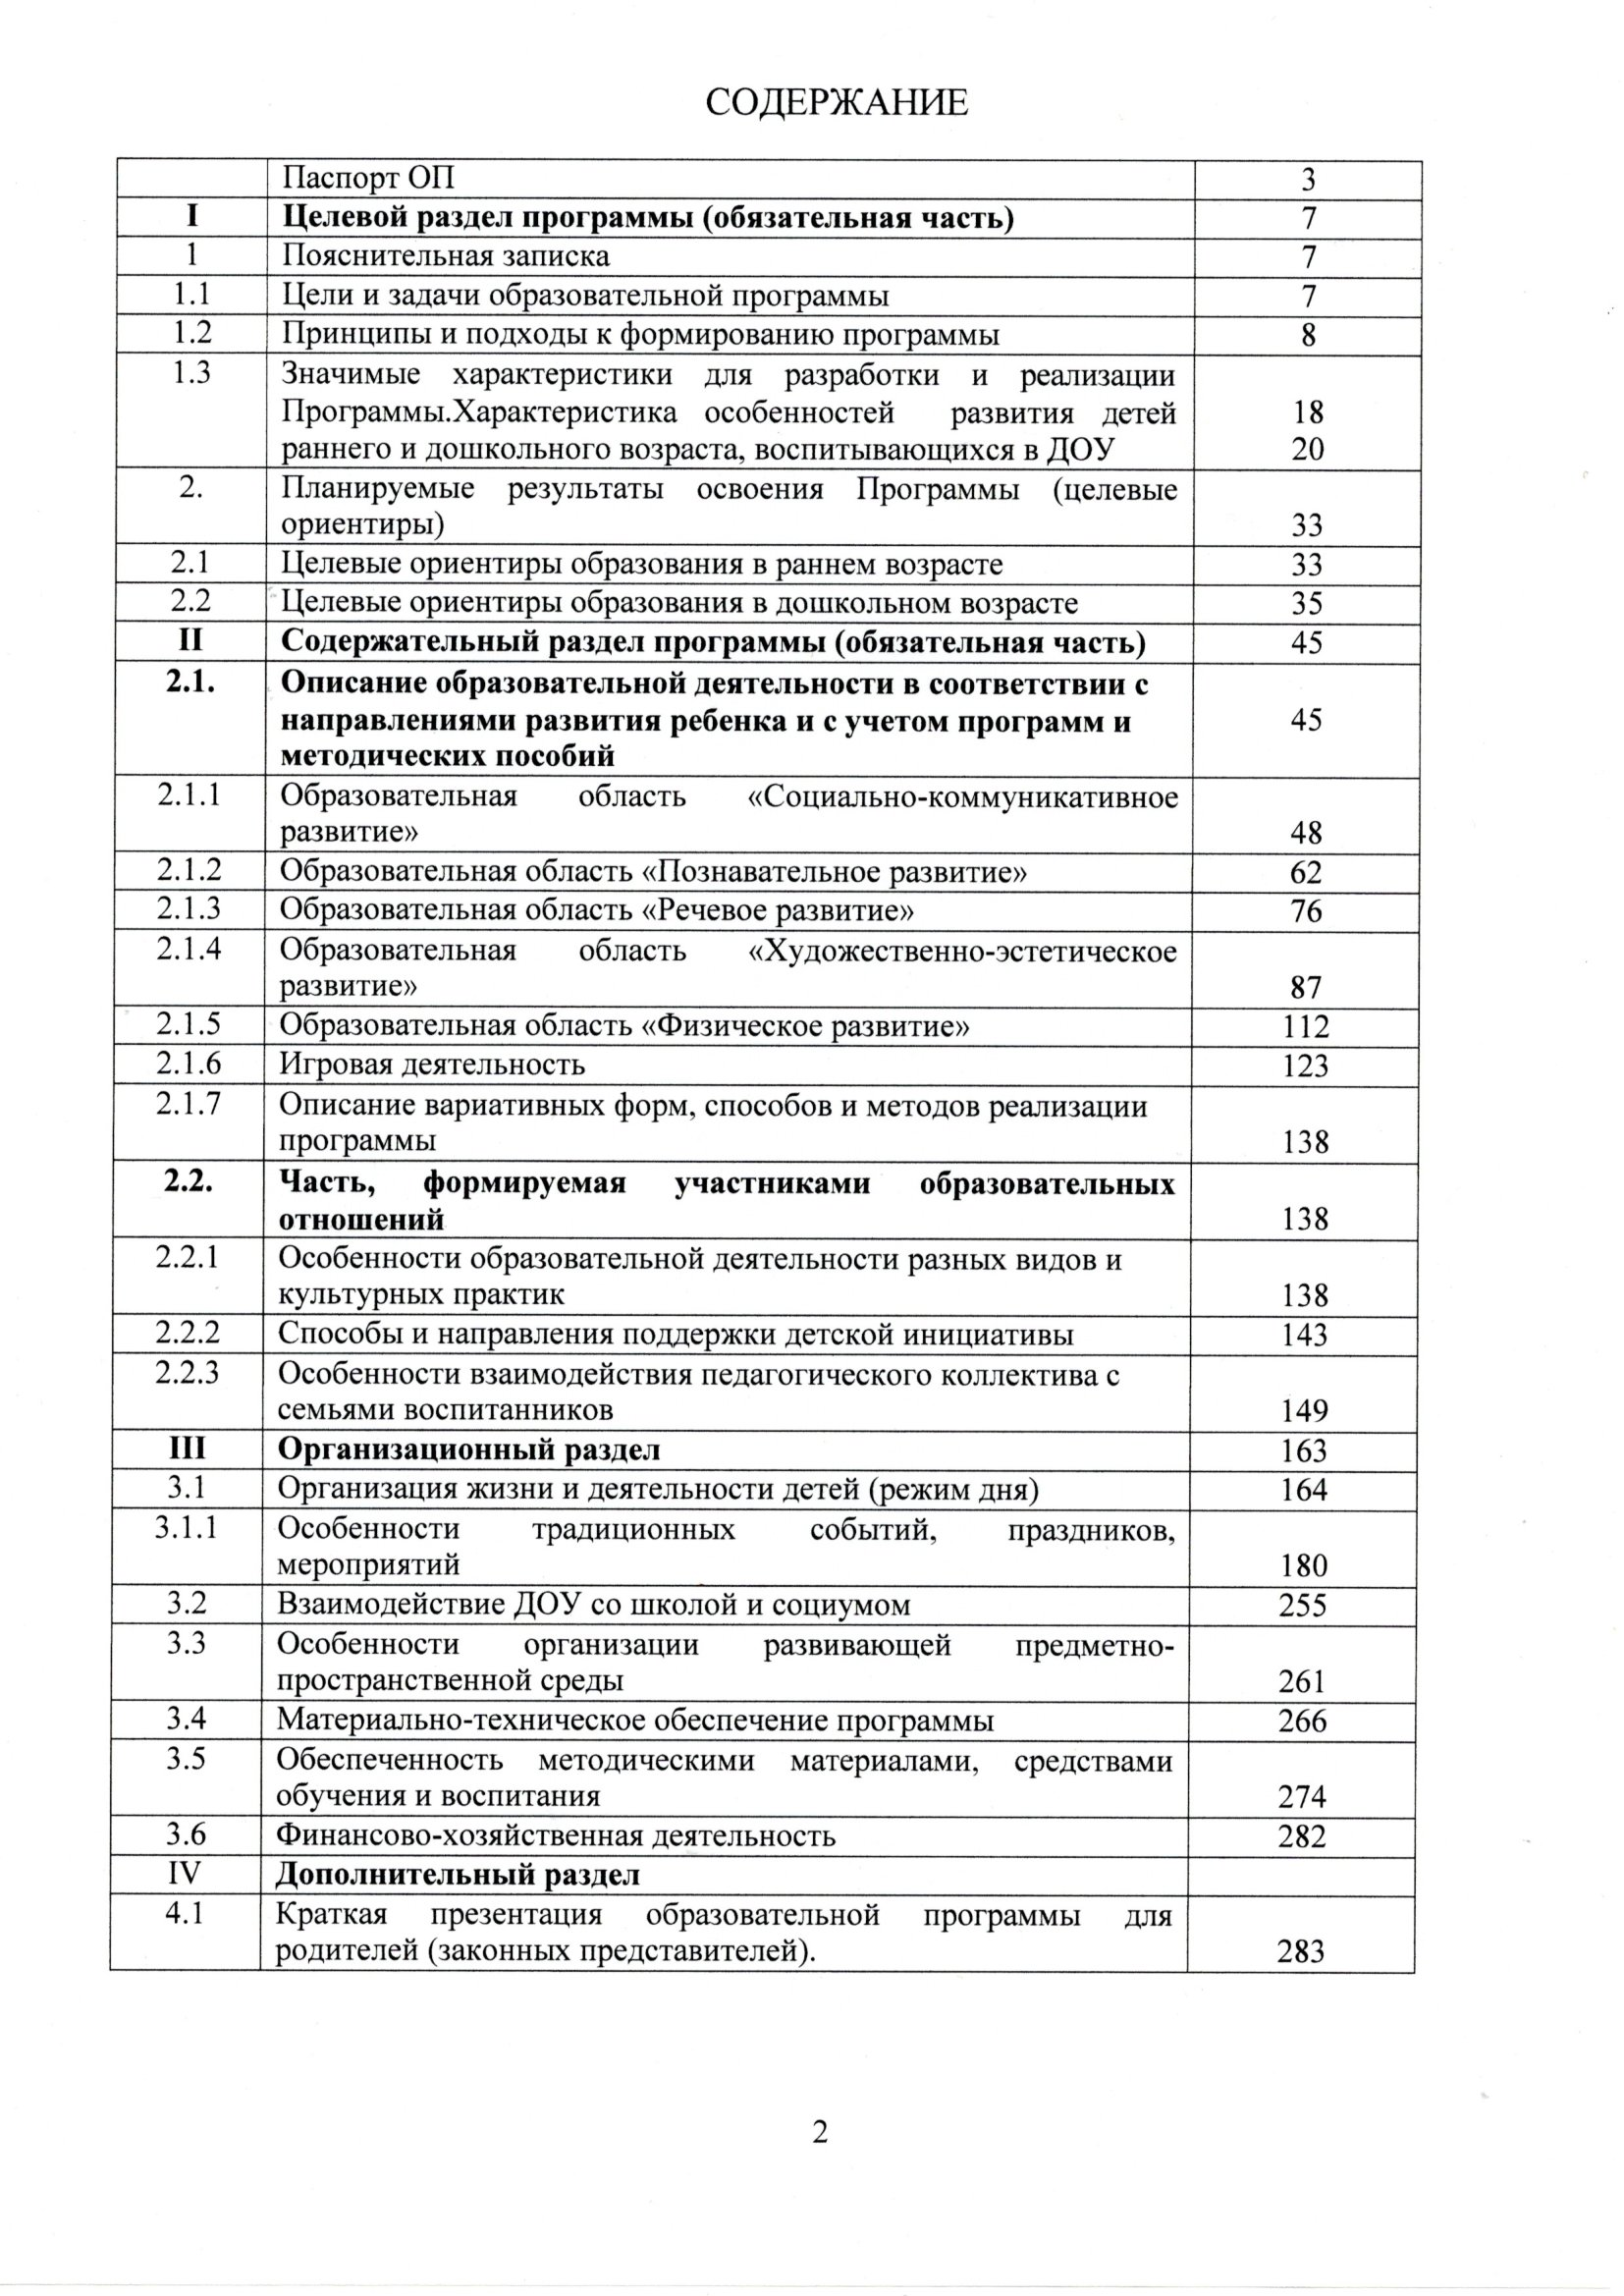 СОДЕРЖАНИЕ
Паспорт ОП 3
I Целевой раздел программы (обязательная часть) 7
1 Пояснительная записка 7
1.1 Цели и задачи образовательной программы 7
1.2 Принципы и подходы к формированию программы 8
1.3 Значимые характеристики для разработки и реализации
Программы.Характеристика особенностей развития детей 18
раннего и дошкольного возраста, воспитывающихся в ДОУ 20
2. Планируемые результаты освоения Программы (целевые
ориентиры) 33
2.1 Целевые ориентиры образования в раннем возрасте 33
2.2 Целевые ориентиры образования в дошкольном возрасте 35
II Содержательный раздел программы (обязательная часть) 45
2.1. Описание образовательной деятельности в соответствии с
направлениями развития ребенка и с учетом программ и 45
методических пособий
2.1.1 Образовательная область «Социально-коммуникативное
развитие» 48
2.1.2 Образовательная область «Познавательное развитие» 62
2.1.3 Образовательная область «Речевое развитие» 76
2.1.4 Образовательная область «Художественно-эстетическое
развитие» 87
2.1.5 Образовательная область «Физическое развитие» 112
2.1.6 Игровая деятельность 123
2.1.7 Описание вариативных форм, способов и методов реализации
программы 138
2.2. Часть, формируемая участниками образовательных
отношений 138
2.2.1 Особенности образовательной деятельности разных видов и
культурных практик 138
2.2.2 Способы и направления поддержки детской инициативы 143
2.2.3 Особенности взаимодействия педагогического коллектива с
семьями воспитанников 149
III Организационный раздел 163
3.1 Организация жизни и деятельности детей (режим дня) 164
3.1.1 Особенности традиционных событий, праздников,
мероприятий 180
3.2 Взаимодействие ДОУ со школой и социумом 255
3.3 Особенности организации развивающей предметно-
пространственной среды 261
3.4 Материально-техническое обеспечение программы 266
3.5 Обеспеченность методическими материалами, средствами
обучения и воспитания 274
3.6 Финансово-хозяйственная деятельность 282
IV Дополнительный раздел
4.1 Краткая презентация образовательной программы для
родителей (законных представителей). 283
2